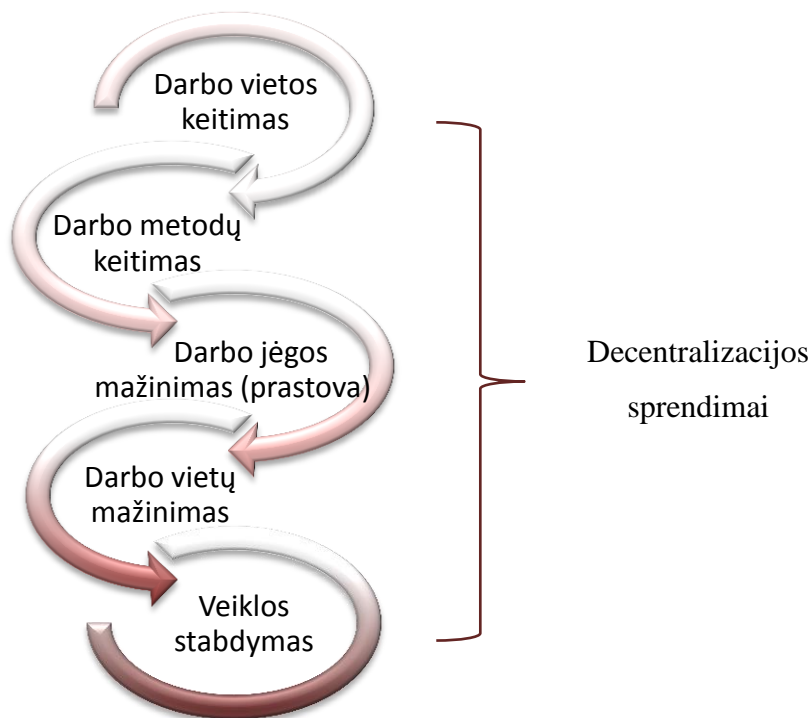 Darbo vietos
keitimas
Darbo metodų
keitimas
Darbo jėgos
mažinimas (prastova)
Darbo vietų
mažinimas
Veiklos
stabdymas
Decentralizacijos
sprendimai